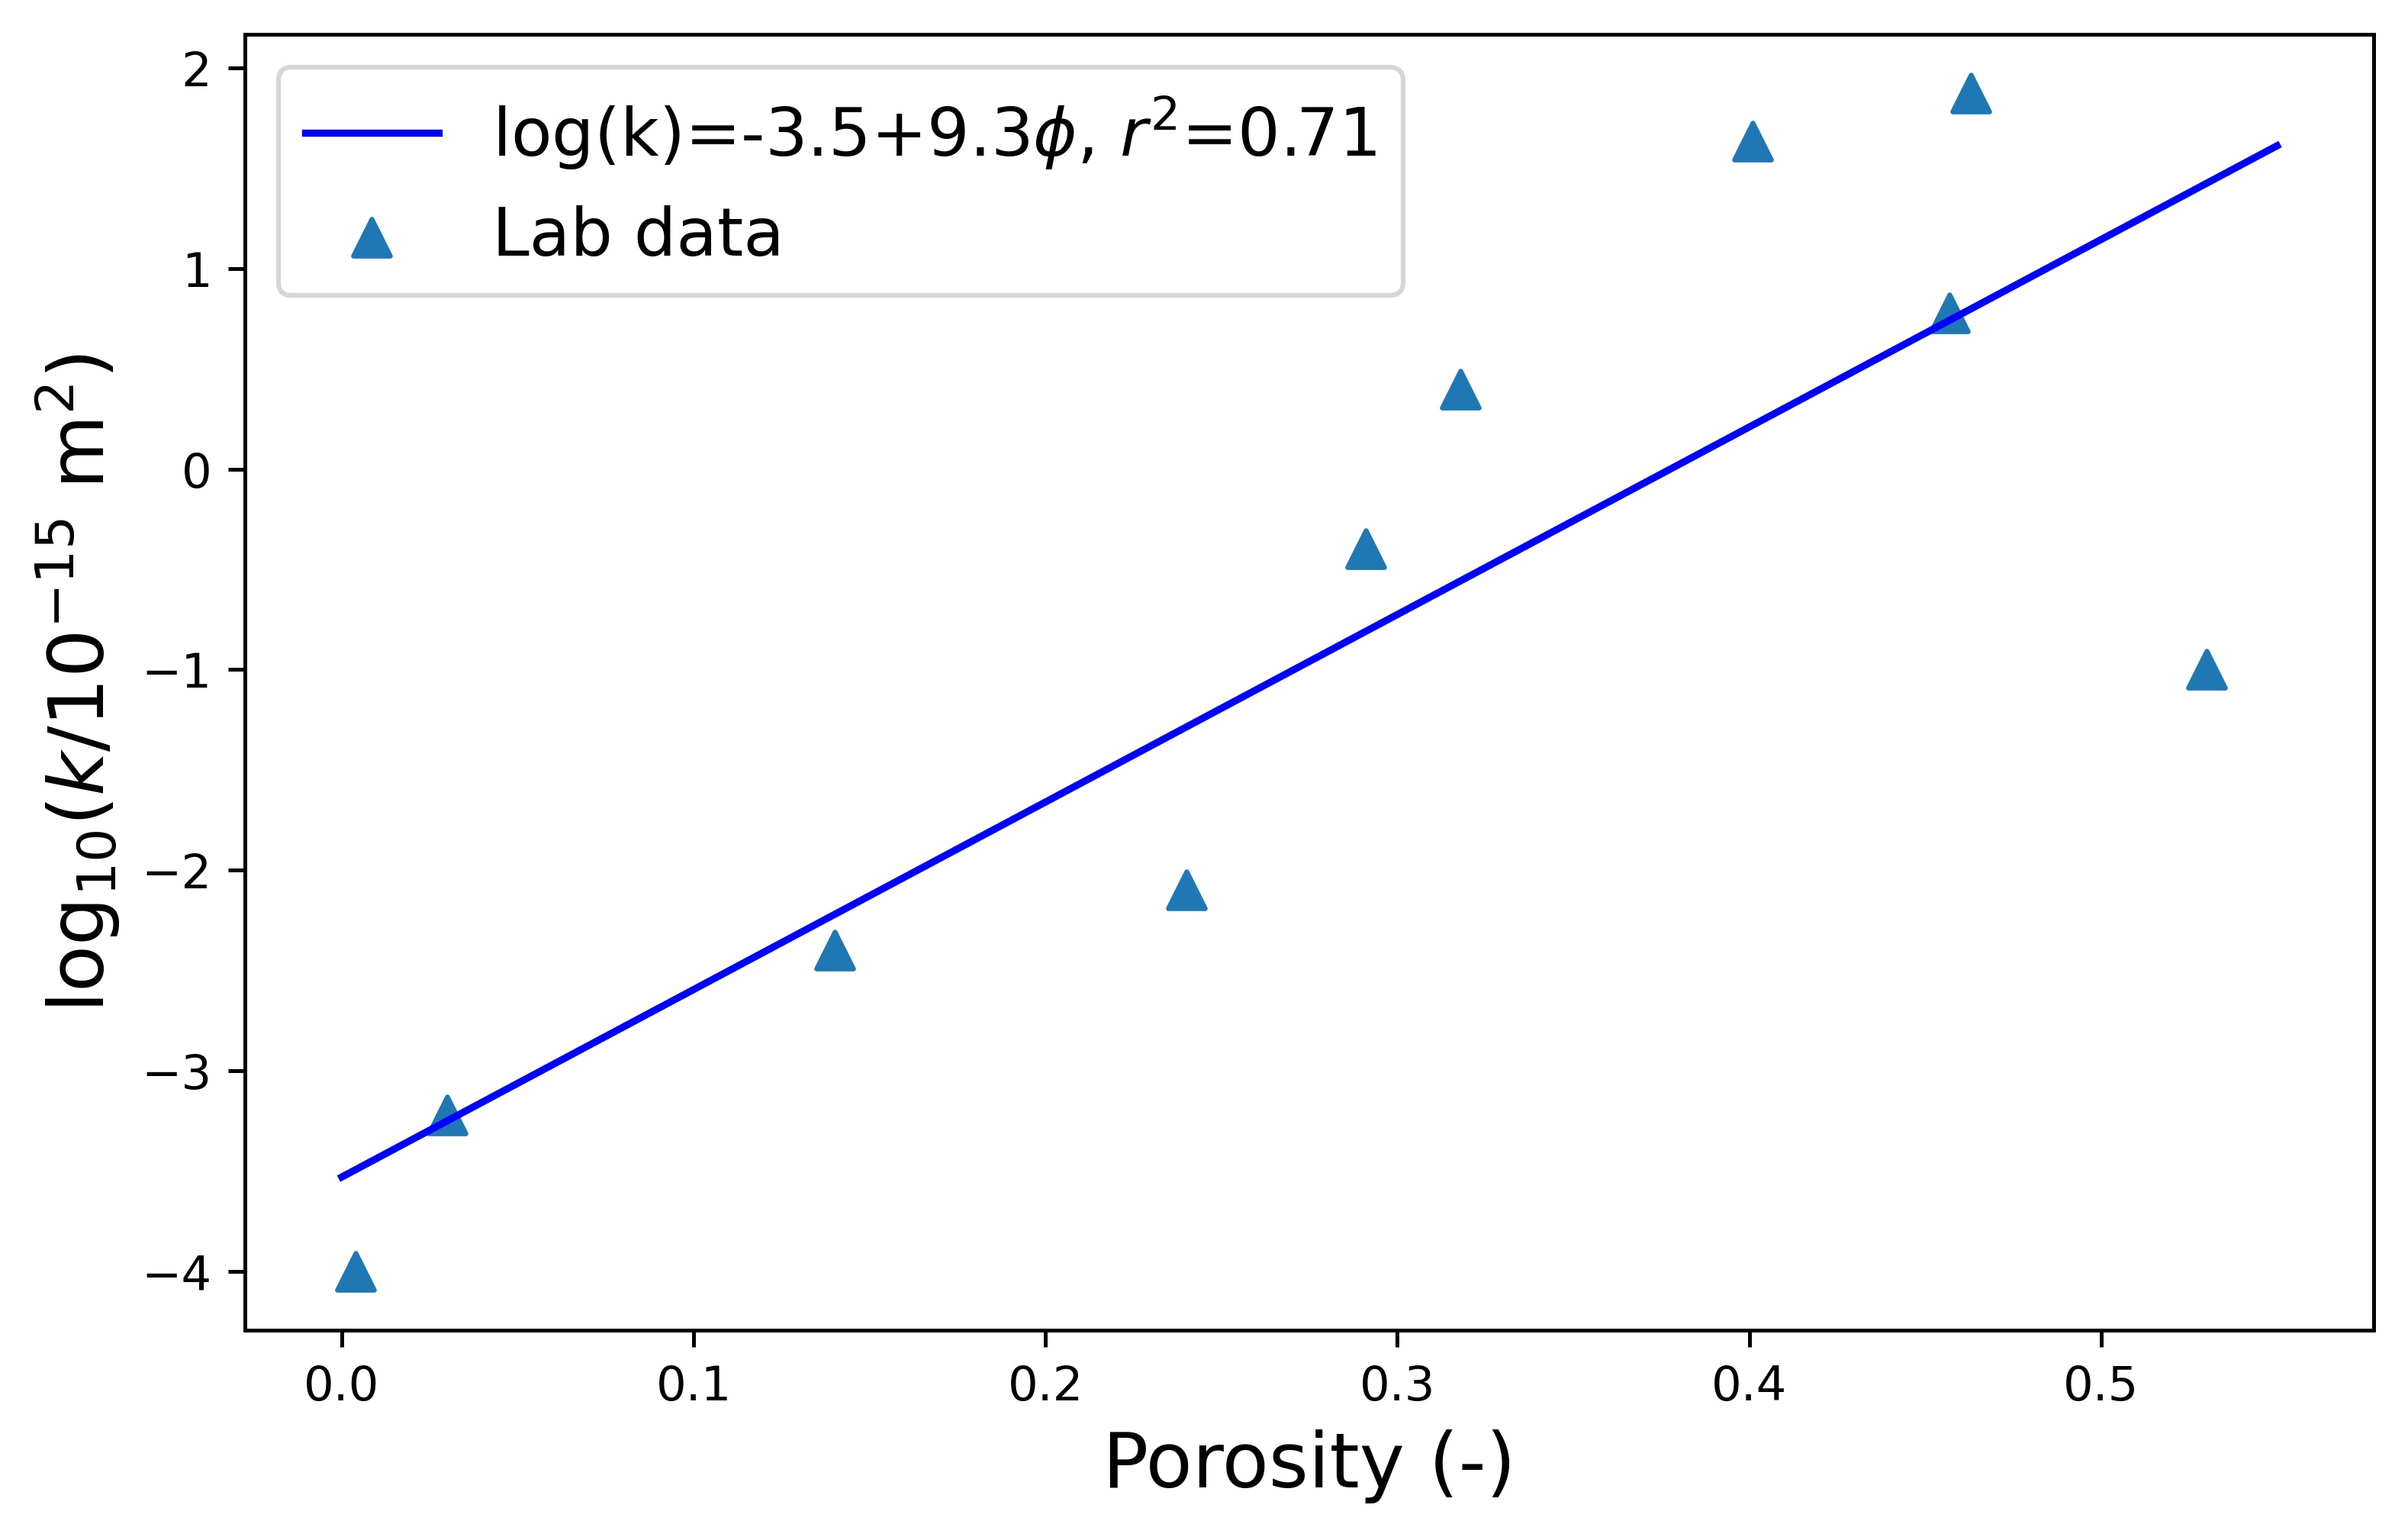 log(k)=-3.5+9.3ϕ, r²=0.71
Lab data
log₁₀(k/10⁻¹⁵ m²)
2
1
0
−1
−2
−3
−4
0.0 0.1 0.2 0.3 0.4 0.5
Porosity (-)